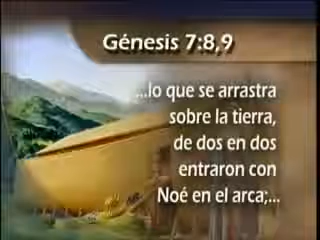 Génesis 7:8,9
...lo que se arrastra
sobre la tierra,
de dos en dos
entraron con
Noé en el arca;...